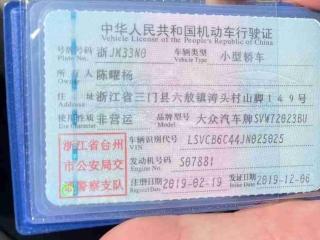 中华人民共和国机动车行驶证
Vehicle License of the People's Republic of China
号牌号码 浙JM33N0 车辆类型 小型轿车
Plate No. Vehicle Type
所有人 陈曜杨
Owner
住址 浙江省三门县六敖镇涛头村山脚149号
Address
使用性质 非营运 品牌型号 大众汽车牌SVW72023BU
Use Character Model
浙江省台州
市公安局交
通警察支队
车辆识别代号 LSVCB6C44JN025025
VIN
发动机号码 S07881
Engine No.
注册日期 2019-02-19 发证日期 2019-12-06
Register Date Issue Date